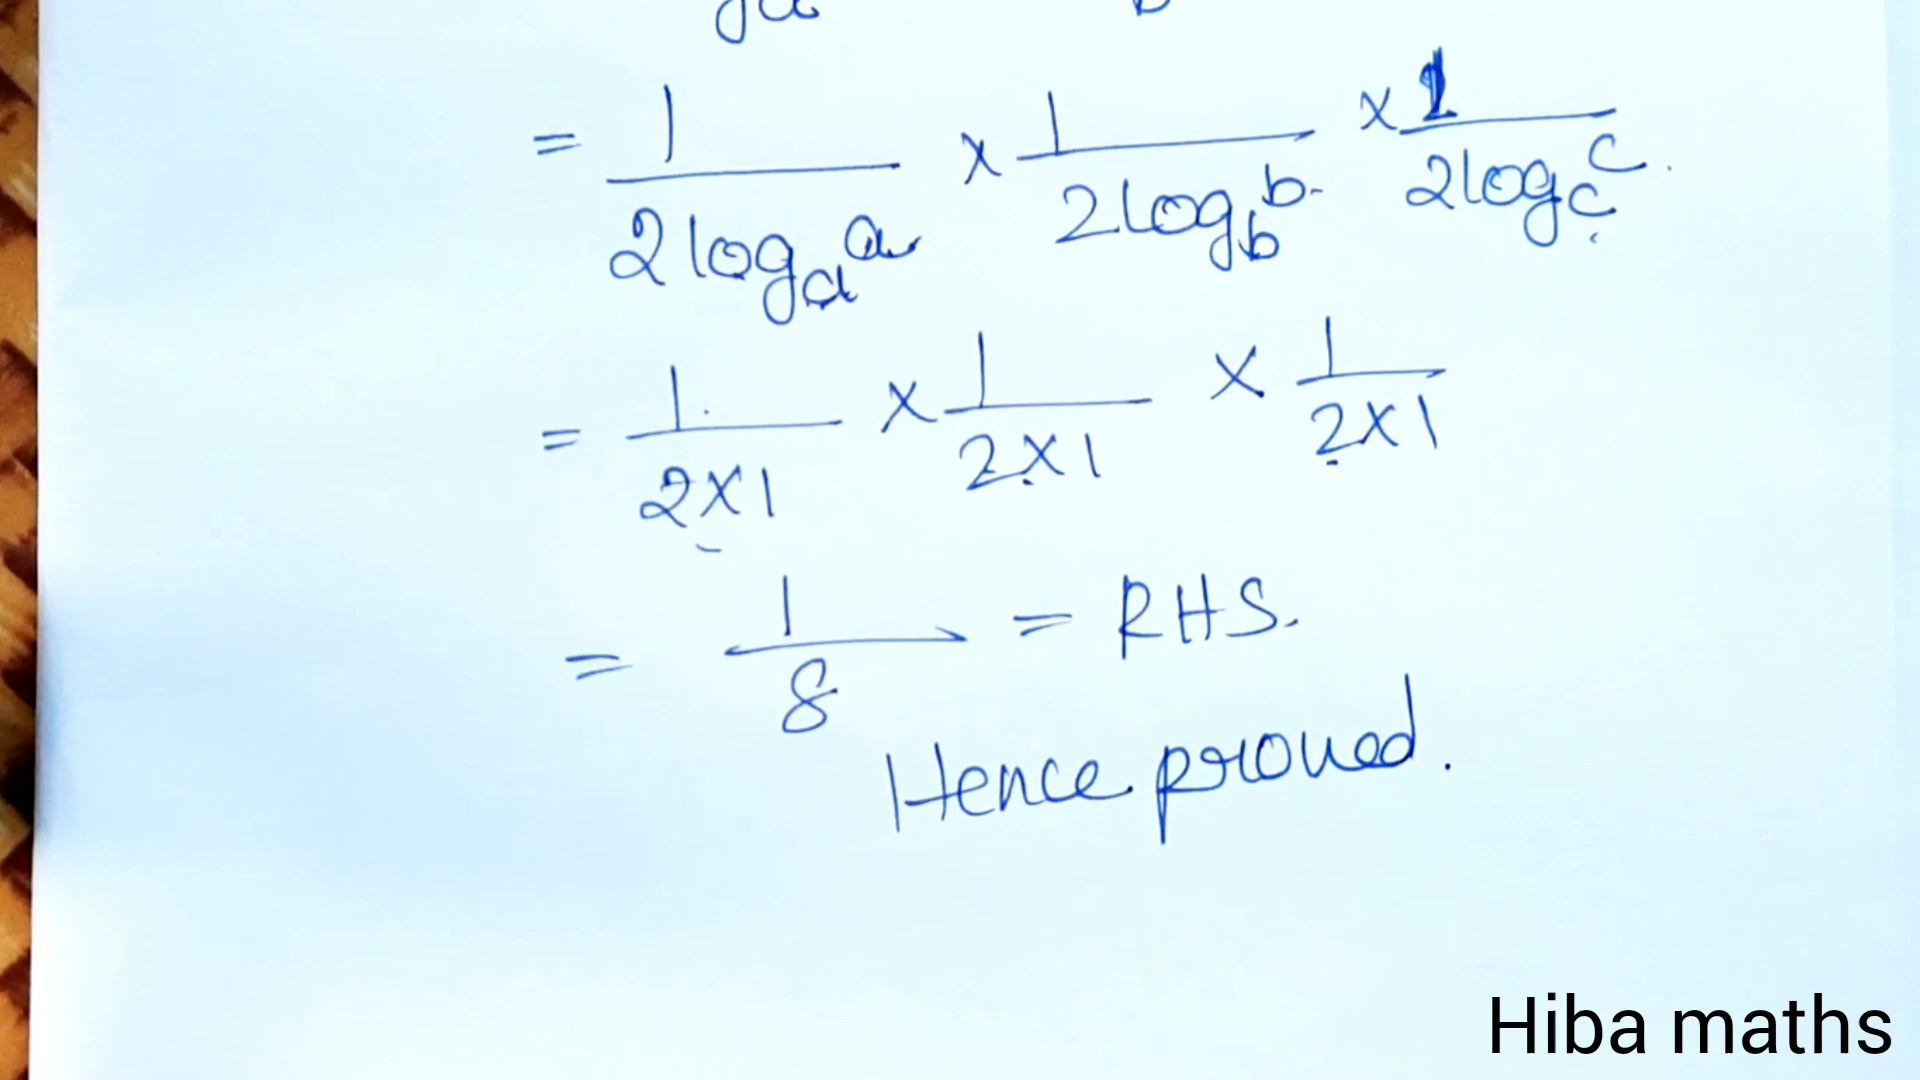 = 1/(2 logₐ a) × 1/(2 log_b b) × 1/(2 log_c c).
= 1/(2×1) × 1/(2×1) × 1/(2×1)
= 1/8 = RHS.
Hence proved.
Hiba maths